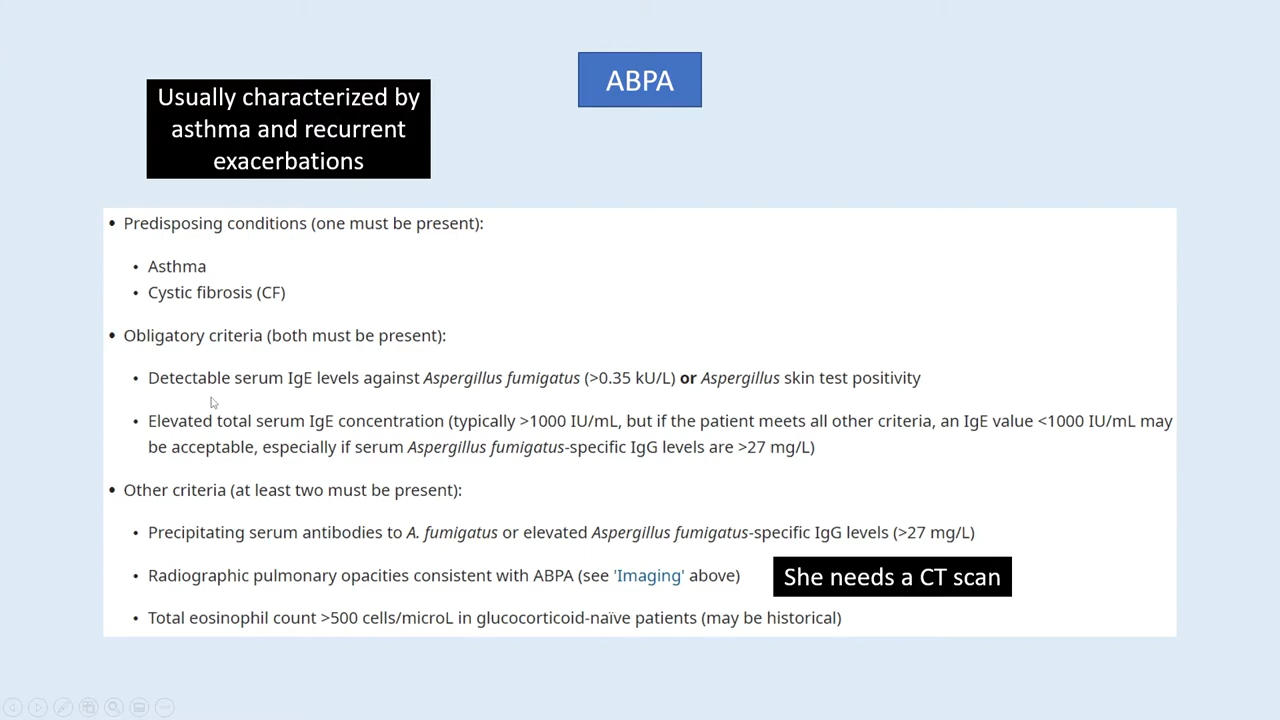 ABPA
Usually characterized by
asthma and recurrent
exacerbations
• Predisposing conditions (one must be present):
• Asthma
• Cystic fibrosis (CF)
• Obligatory criteria (both must be present):
• Detectable serum IgE levels against Aspergillus fumigatus (>0.35 kU/L) or Aspergillus skin test positivity
• Elevated total serum IgE concentration (typically >1000 IU/mL, but if the patient meets all other criteria, an IgE value <1000 IU/mL may
be acceptable, especially if serum Aspergillus fumigatus-specific IgG levels are >27 mg/L)
• Other criteria (at least two must be present):
• Precipitating serum antibodies to A. fumigatus or elevated Aspergillus fumigatus-specific IgG levels (>27 mg/L)
• Radiographic pulmonary opacities consistent with ABPA (see 'Imaging' above)
She needs a CT scan
• Total eosinophil count >500 cells/microL in glucocorticoid-naïve patients (may be historical)